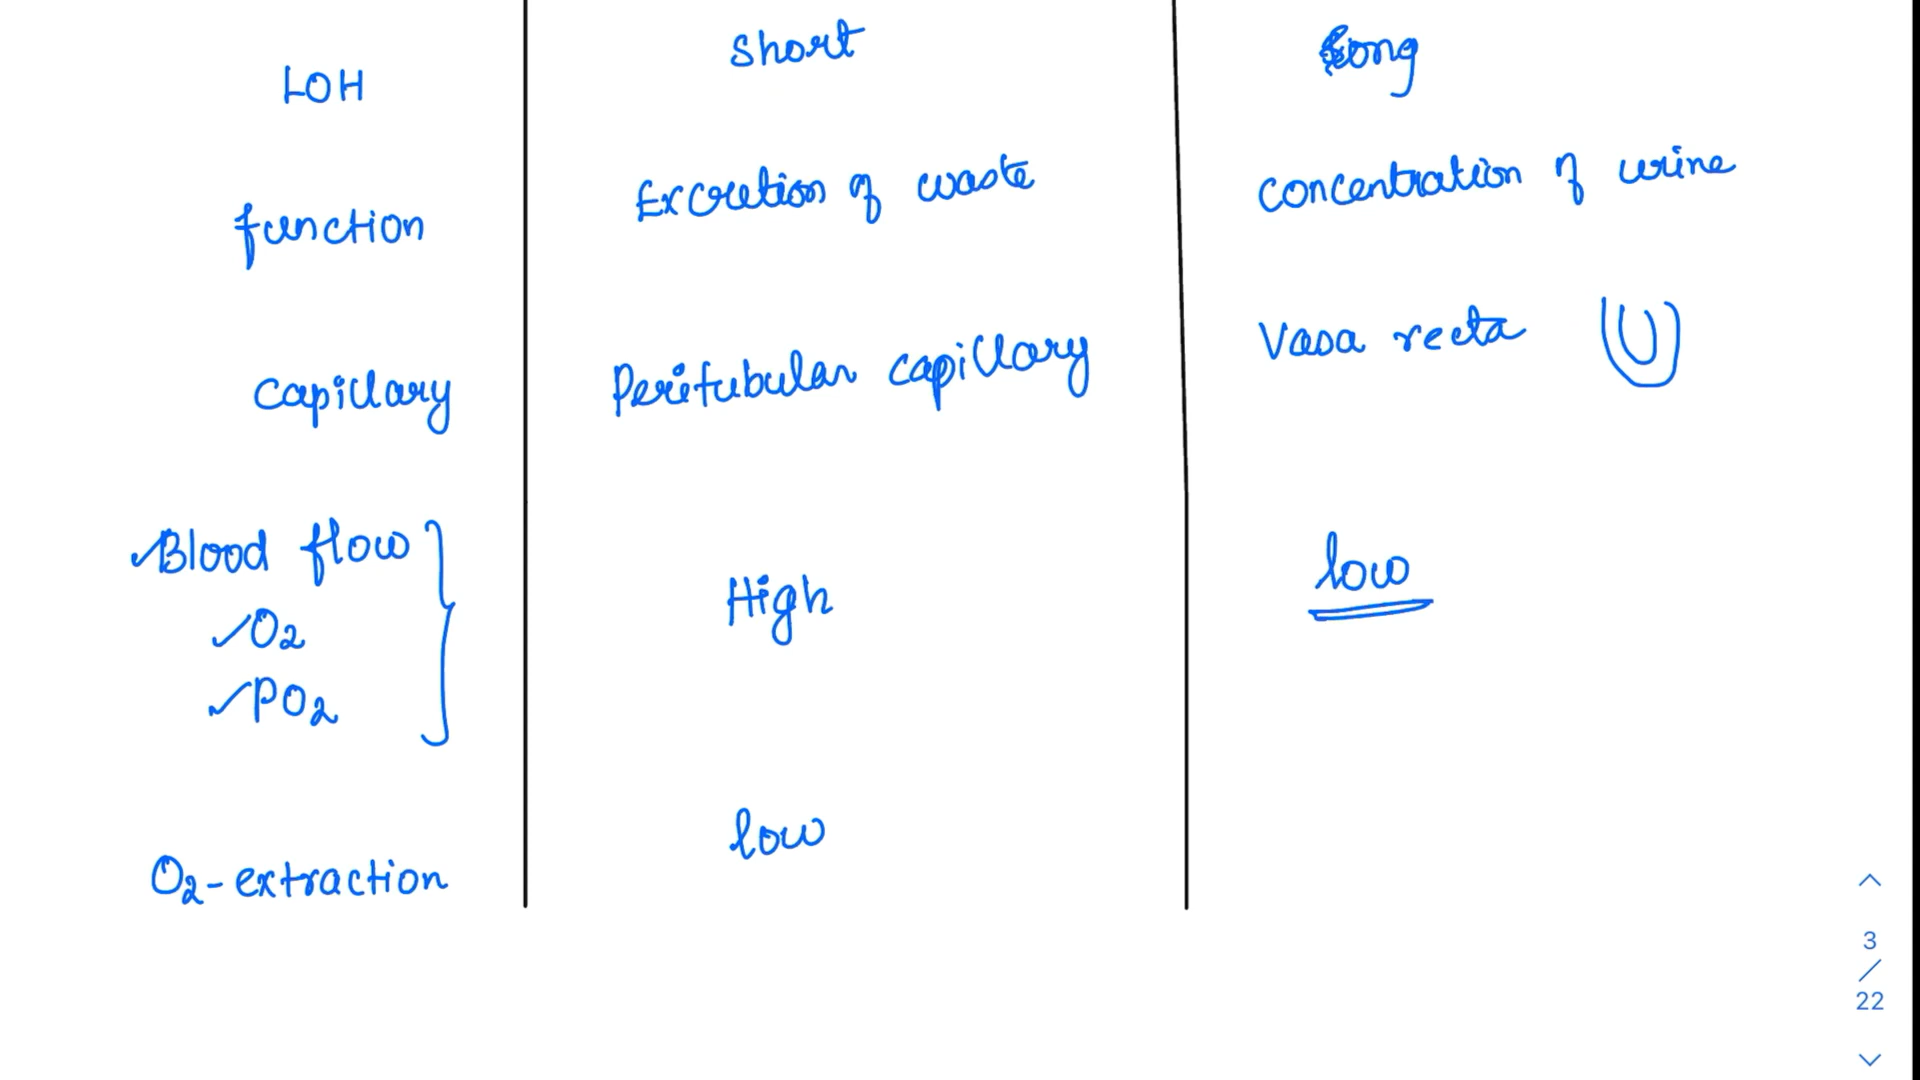 LOH
Short
Long
function
Excretion of waste
concentration of urine
capillary
Peritubular capillary
Vasa recta
Blood flow
O2
PO2
High
low
O2-extraction
low
3
/
22